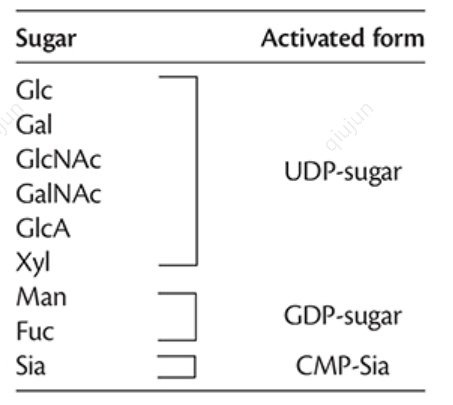 Sugar Activated form
Glc
Gal
GlcNAc
GalNAc
UDP-sugar
GlcA
Xyl
Man
GDP-sugar
Fuc
Sia CMP-Sia
qiujun